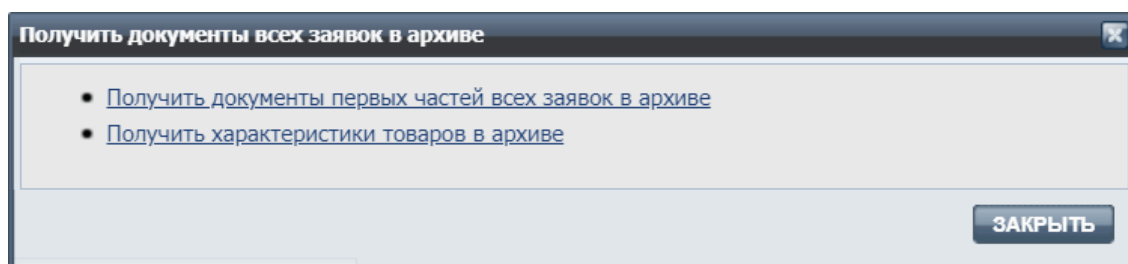 Получить документы всех заявок в архиве
Получить документы первых частей всех заявок в архиве
Получить характеристики товаров в архиве
ЗАКРЫТЬ